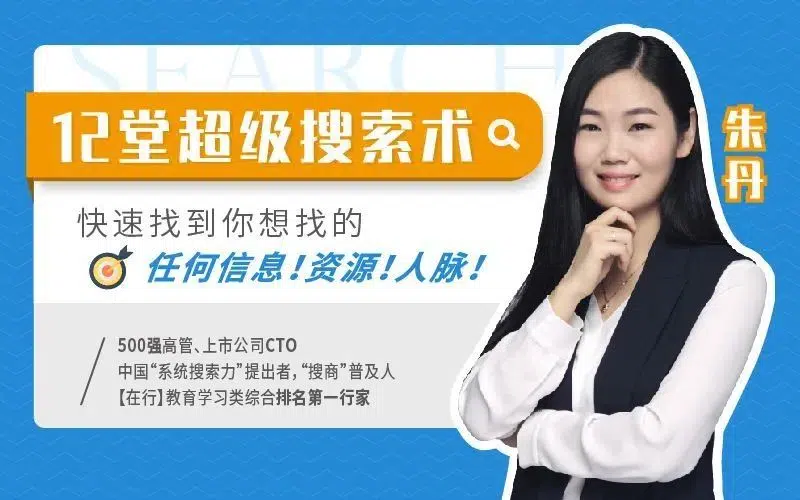 SEARCH
12堂超级搜索术
朱丹
快速找到你想找的
任何信息!资源!人脉!
500强高管、上市公司CTO
中国“系统搜索力”提出者,“搜商”普及人
【在行】教育学习类综合排名第一行家